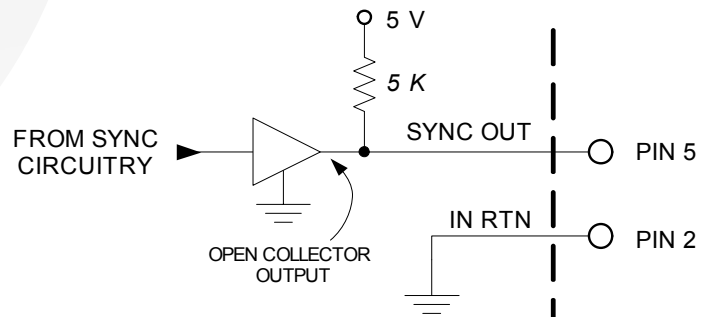 5 V
5 K
SYNC OUT
FROM SYNC
CIRCUITRY
PIN 5
IN RTN
PIN 2
OPEN COLLECTOR
OUTPUT